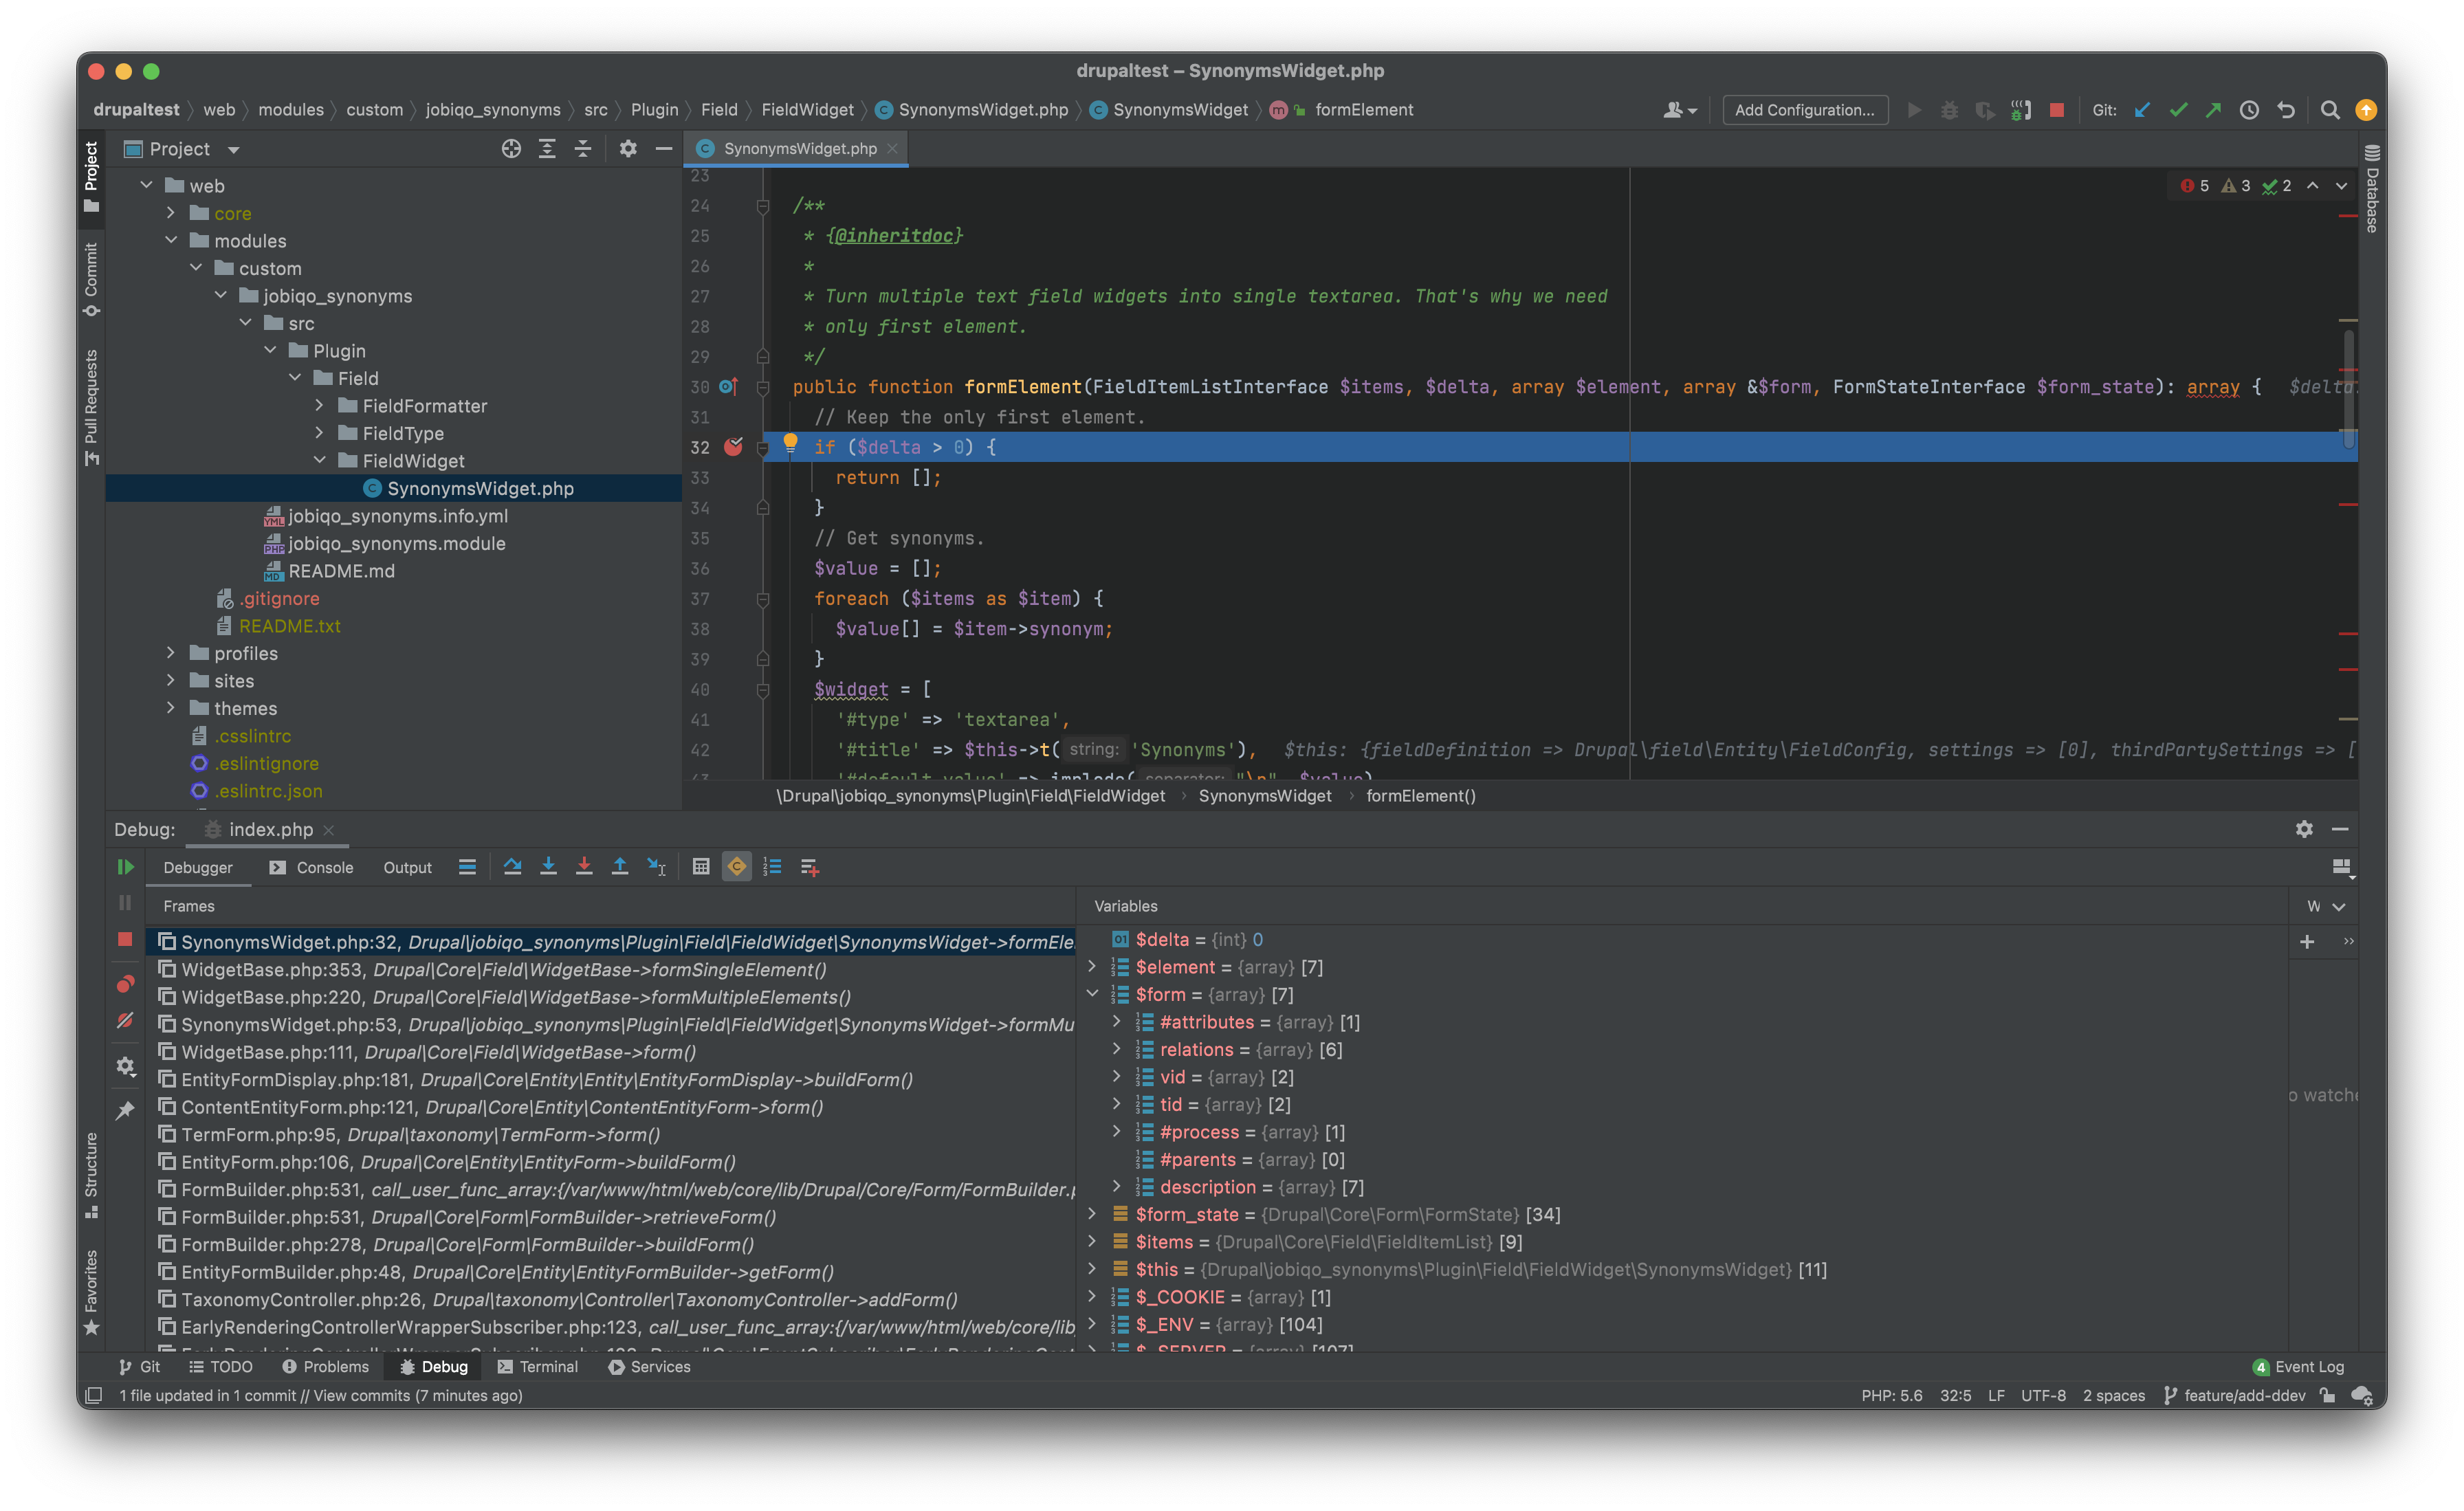 drupaltest – SynonymsWidget.php
drupaltest web modules custom jobiqo_synonyms src Plugin Field FieldWidget SynonymsWidget.php SynonymsWidget formElement Add Configuration... Git:
Project
Commit
Pull Requests
Structure
Favorites
Database
Project
web
core
modules
custom
jobiqo_synonyms
src
Plugin
Field
FieldFormatter
FieldType
FieldWidget
SynonymsWidget.php
jobiqo_synonyms.info.yml
jobiqo_synonyms.module
README.md
.gitignore
README.txt
profiles
sites
themes
.csslintrc
.eslintignore
.eslintrc.json
SynonymsWidget.php
5 3 2
23
24 /**
25 * {@inheritdoc}
26 *
27 * Turn multiple text field widgets into single textarea. That's why we need
28 * only first element.
29 */
30 public function formElement(FieldItemListInterface $items, $delta, array $element, array &$form, FormStateInterface $form_state): array { $delta:
31 // Keep the only first element.
32 if ($delta > 0) {
33 return [];
34 }
35 // Get synonyms.
36 $value = [];
37 foreach ($items as $item) {
38 $value[] = $item->synonym;
39 }
40 $widget = [
41 '#type' => 'textarea',
42 '#title' => $this->t( string: 'Synonyms'), $this: {fieldDefinition => Drupal\field\Entity\FieldConfig, settings => [0], thirdPartySettings => [
43 '#default_value' => implode( separator: "\n", $value),
\Drupal\jobiqo_synonyms\Plugin\Field\FieldWidget › SynonymsWidget › formElement()
Debug: index.php
Debugger Console Output
Frames
SynonymsWidget.php:32, Drupal\jobiqo_synonyms\Plugin\Field\FieldWidget\SynonymsWidget->formEle
WidgetBase.php:353, Drupal\Core\Field\WidgetBase->formSingleElement()
WidgetBase.php:220, Drupal\Core\Field\WidgetBase->formMultipleElements()
SynonymsWidget.php:53, Drupal\jobiqo_synonyms\Plugin\Field\FieldWidget\SynonymsWidget->formMu
WidgetBase.php:111, Drupal\Core\Field\WidgetBase->form()
EntityFormDisplay.php:181, Drupal\Core\Entity\Entity\EntityFormDisplay->buildForm()
ContentEntityForm.php:121, Drupal\Core\Entity\ContentEntityForm->form()
TermForm.php:95, Drupal\taxonomy\TermForm->form()
EntityForm.php:106, Drupal\Core\Entity\EntityForm->buildForm()
FormBuilder.php:531, call_user_func_array:{/var/www/html/web/core/lib/Drupal/Core/Form/FormBuilder.p
FormBuilder.php:531, Drupal\Core\Form\FormBuilder->retrieveForm()
FormBuilder.php:278, Drupal\Core\Form\FormBuilder->buildForm()
EntityFormBuilder.php:48, Drupal\Core\Entity\EntityFormBuilder->getForm()
TaxonomyController.php:26, Drupal\taxonomy\Controller\TaxonomyController->addForm()
EarlyRenderingControllerWrapperSubscriber.php:123, call_user_func_array:{/var/www/html/web/core/lib
Variables
$delta = {int} 0
$element = {array} [7]
$form = {array} [7]
#attributes = {array} [1]
relations = {array} [6]
vid = {array} [2]
tid = {array} [2]
#process = {array} [1]
#parents = {array} [0]
description = {array} [7]
$form_state = {Drupal\Core\Form\FormState} [34]
$items = {Drupal\Core\Field\FieldItemList} [9]
$this = {Drupal\jobiqo_synonyms\Plugin\Field\FieldWidget\SynonymsWidget} [11]
$_COOKIE = {array} [1]
$_ENV = {array} [104]
$_SERVER = {array} [107]
W
o watche
Git TODO Problems Debug Terminal Services 4 Event Log
1 file updated in 1 commit // View commits (7 minutes ago) PHP: 5.6 32:5 LF UTF-8 2 spaces feature/add-ddev